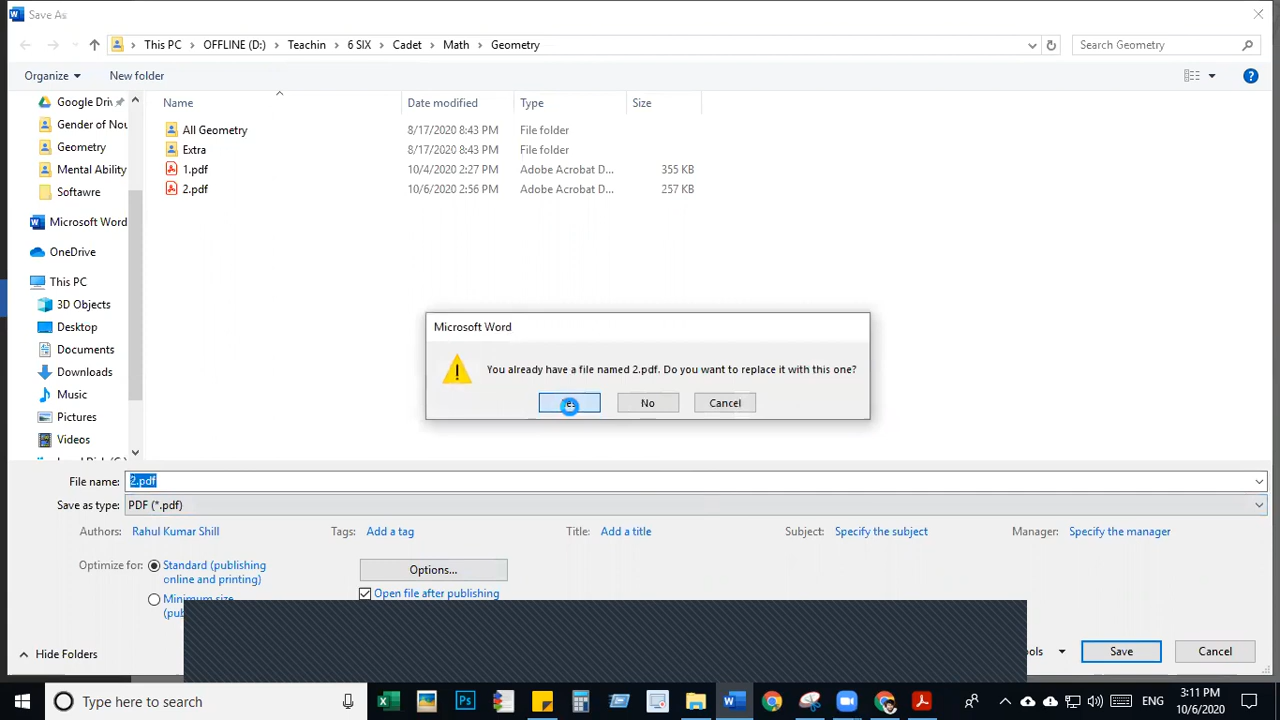 Save As
This PC > OFFLINE (D:) > Teachin > 6 SIX > Cadet > Math > Geometry
Search Geometry
Organize
New folder
Name
Date modified
Type
Size
Google Dri
Gender of Nou
Geometry
Mental Ability
Softawre
Microsoft Word
OneDrive
This PC
3D Objects
Desktop
Documents
Downloads
Music
Pictures
Videos
All Geometry 8/17/2020 8:43 PM File folder
Extra 8/17/2020 8:43 PM File folder
1.pdf 10/4/2020 2:27 PM Adobe Acrobat D... 355 KB
2.pdf 10/6/2020 2:56 PM Adobe Acrobat D... 257 KB
Microsoft Word
You already have a file named 2.pdf. Do you want to replace it with this one?
No
Cancel
File name: 2.pdf
Save as type: PDF (*.pdf)
Authors: Rahul Kumar Shill
Tags: Add a tag
Title: Add a title
Subject: Specify the subject
Manager: Specify the manager
Optimize for:
Standard (publishing
online and printing)
Minimum size
(pub
Options...
Open file after publishing
Hide Folders
ols
Save
Cancel
Type here to search
ENG
3:11 PM
10/6/2020